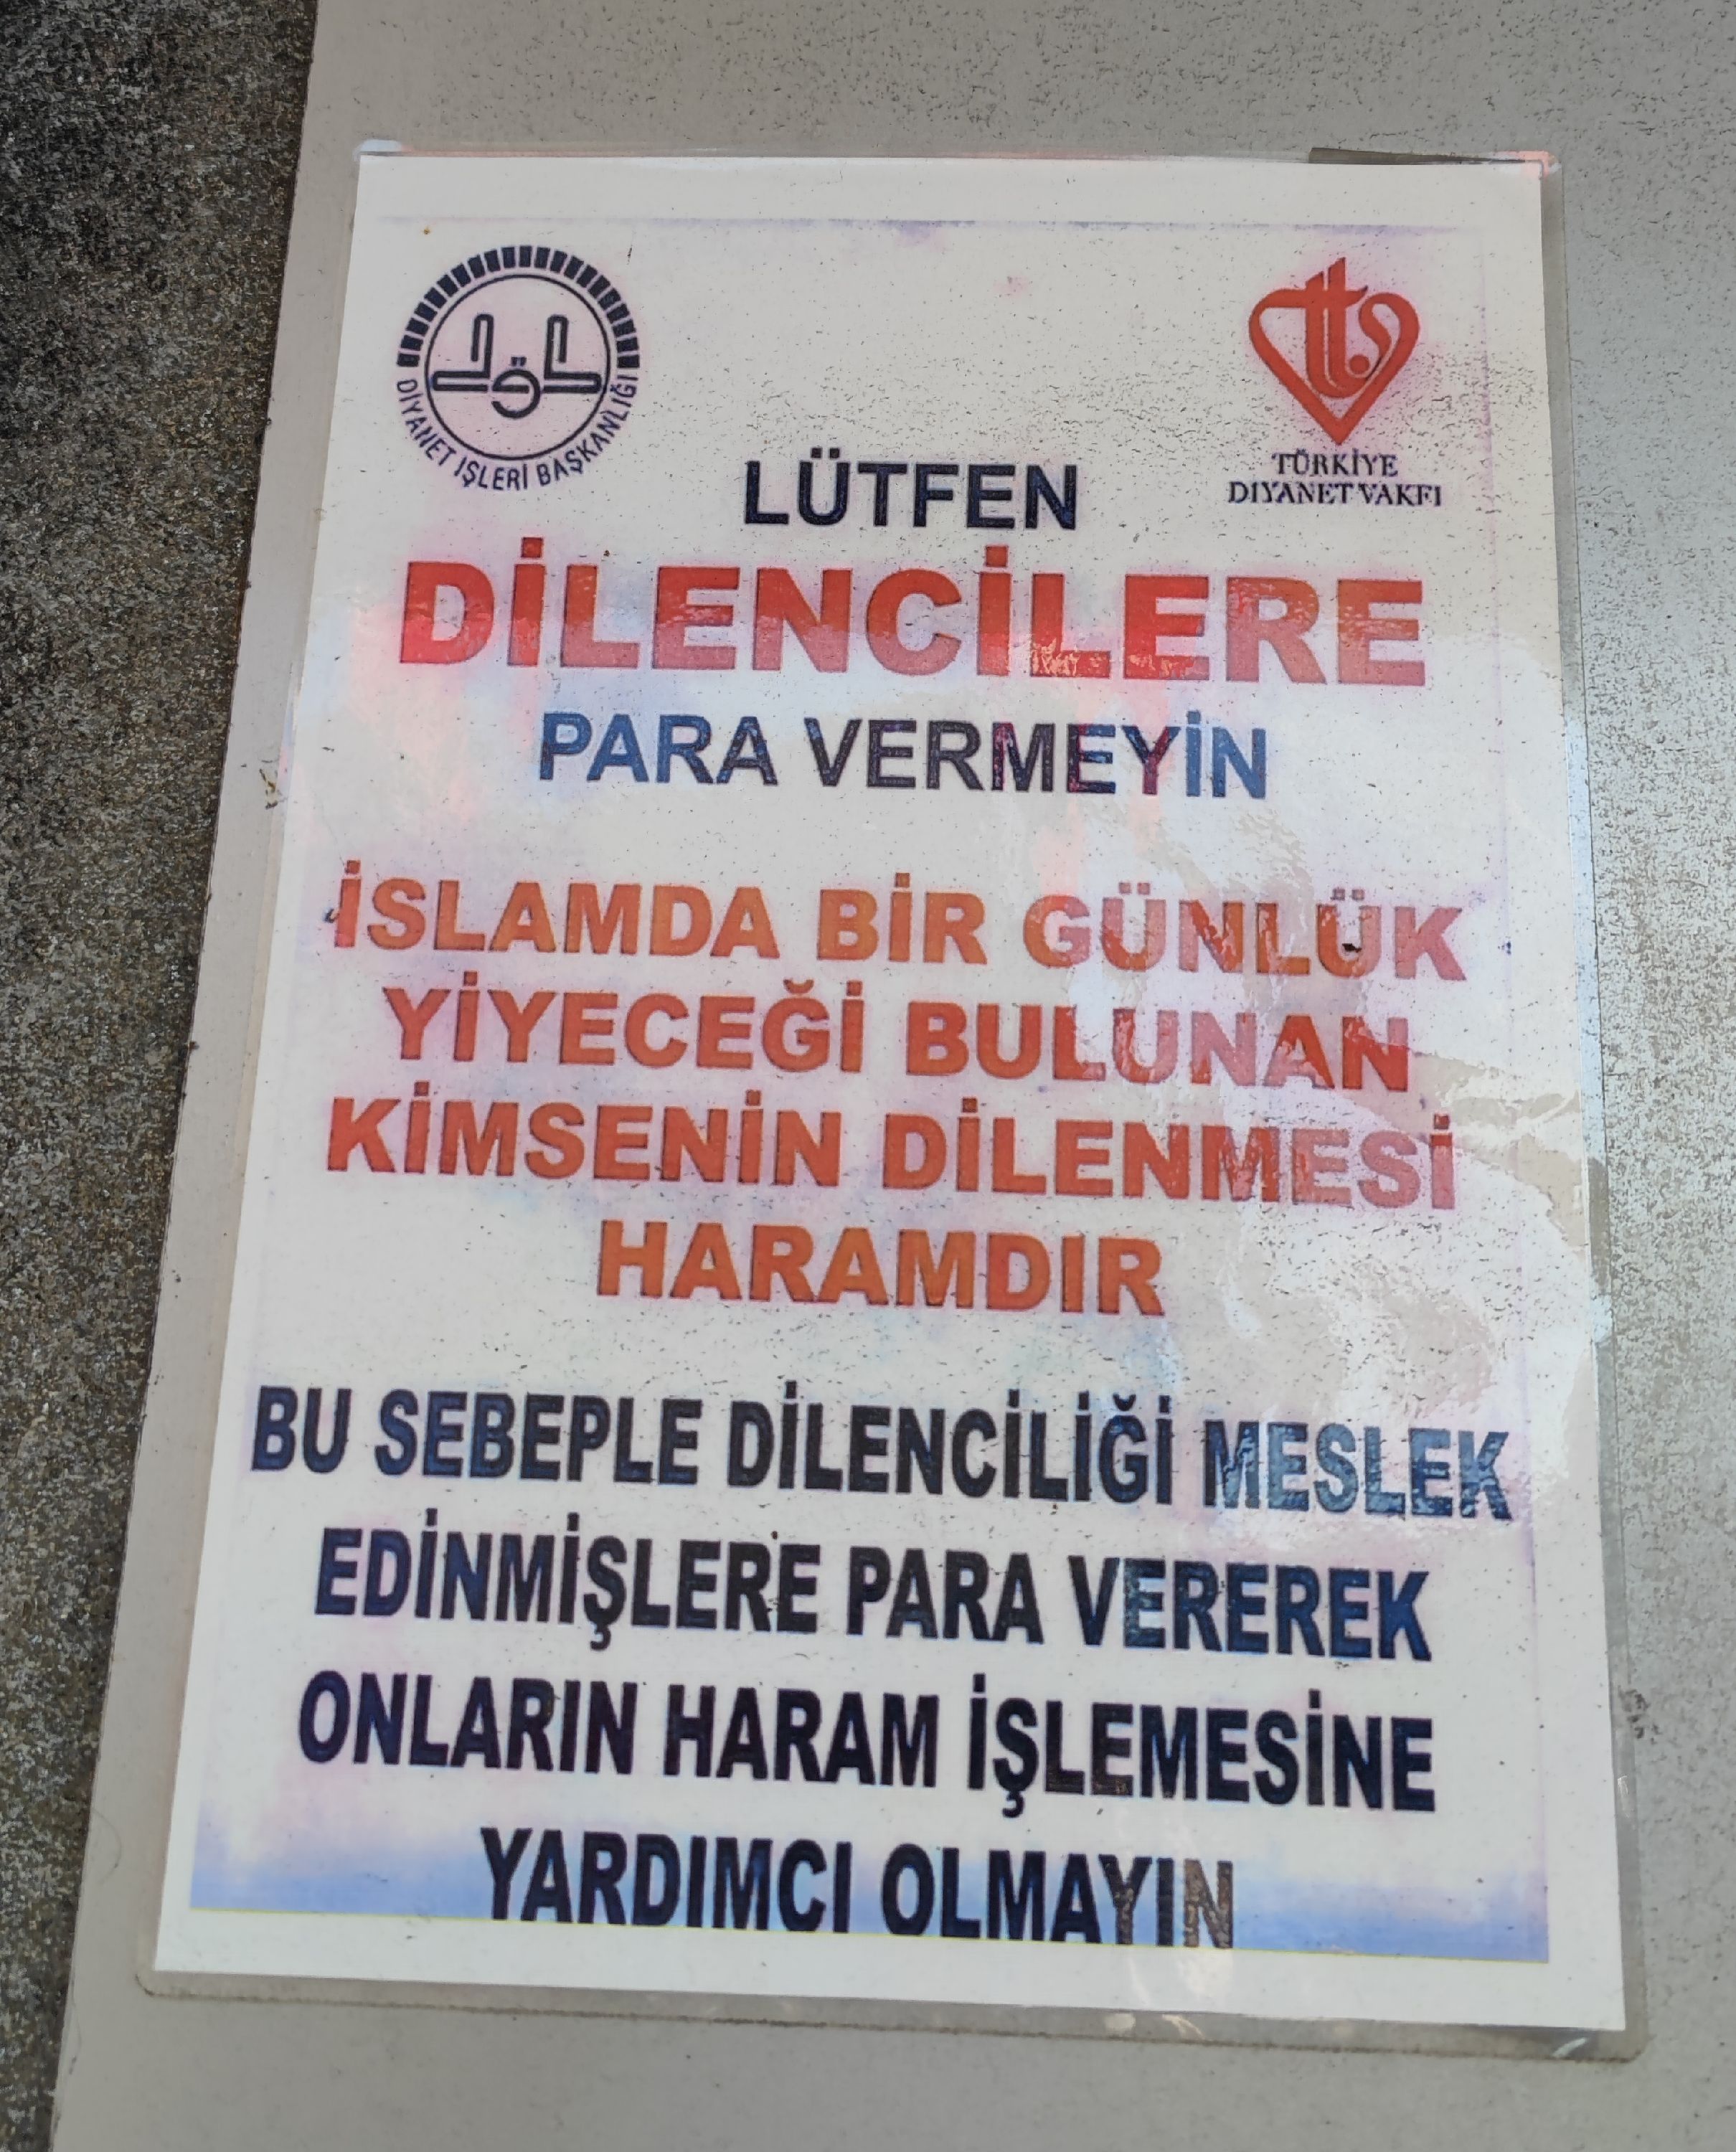 DİYANET İŞLERİ BAŞKANLIĞI
TÜRKİYE
DİYANET VAKFI
LÜTFEN
DİLENCİLERE
PARA VERMEYİN
İSLAMDA BİR GÜNLÜK
YİYECEĞİ BULUNAN
KİMSENİN DİLENMESİ
HARAMDIR
BU SEBEPLE DİLENCİLİĞİ MESLEK
EDİNMİŞLERE PARA VEREREK
ONLARIN HARAM İŞLEMESİNE
YARDIMCI OLMAYIN